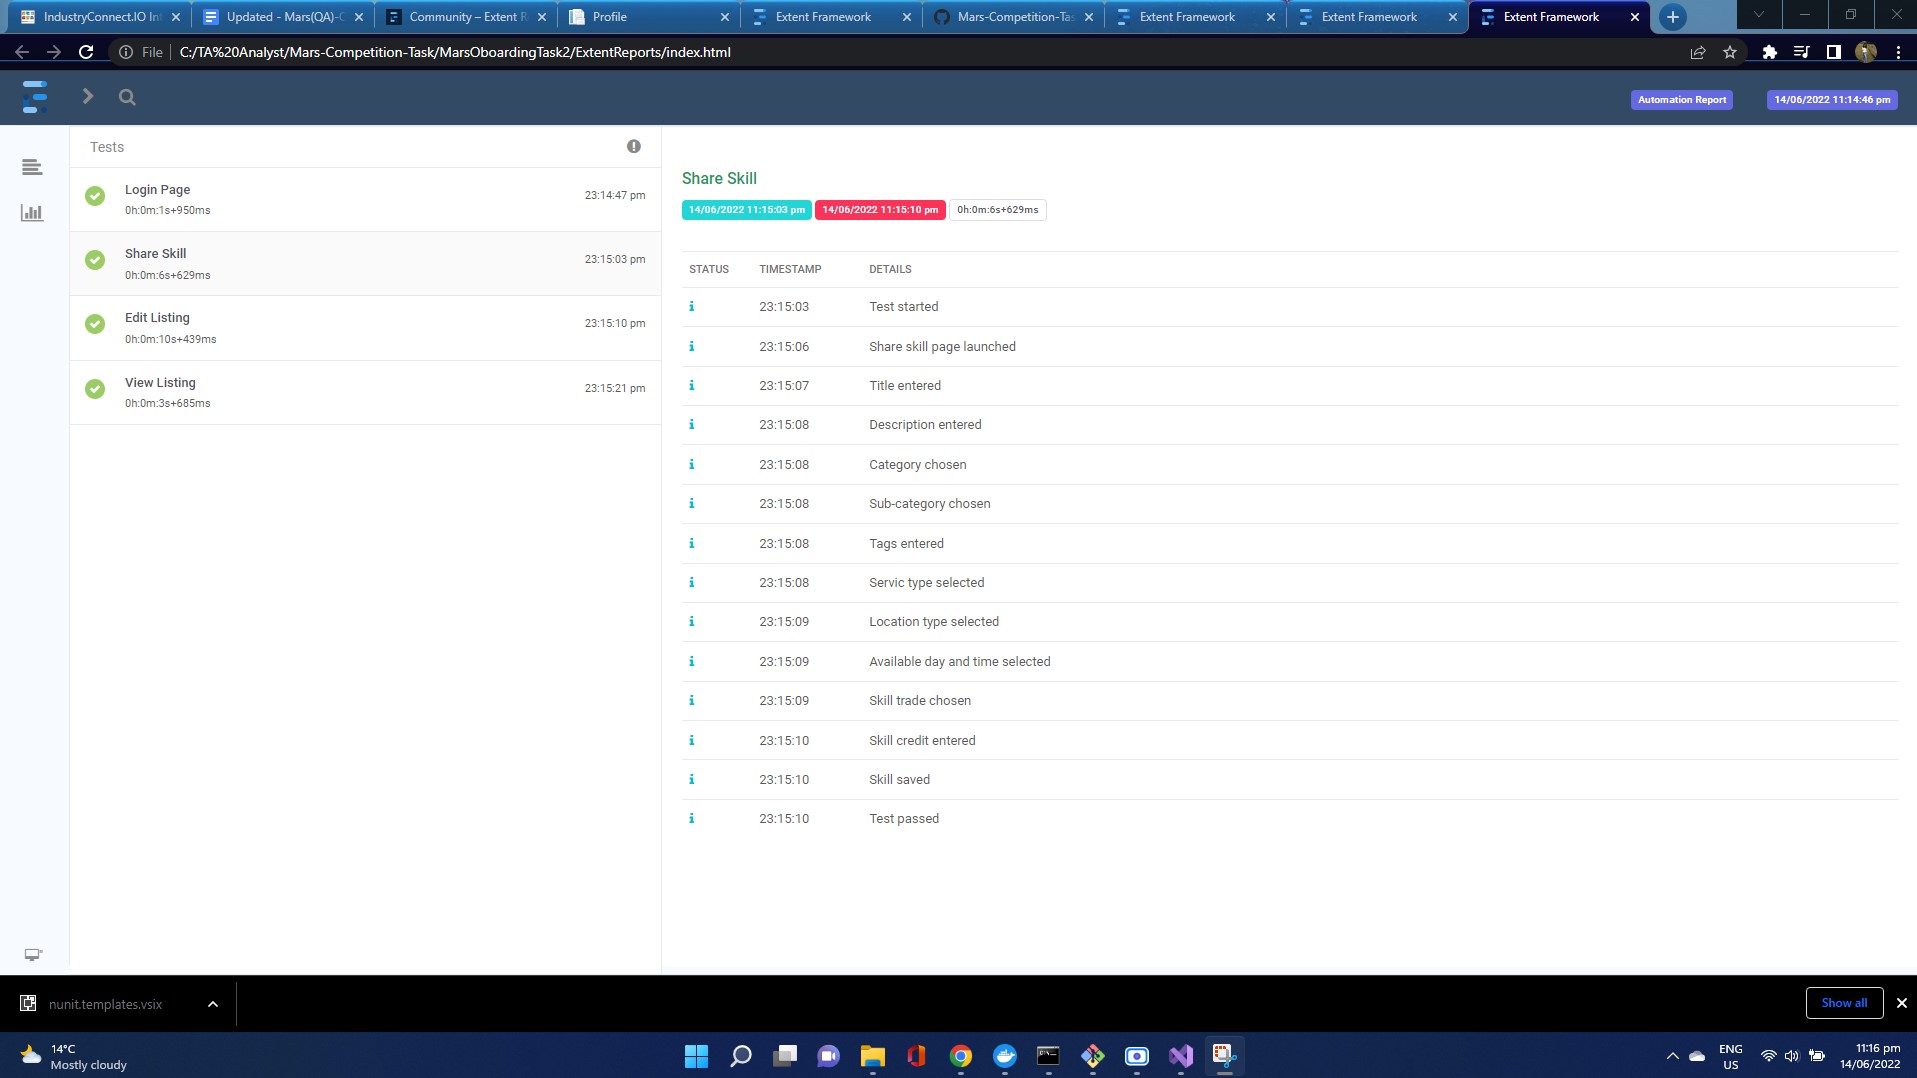 IndustryConnect.IO Int
Updated - Mars(QA)-C
Community – Extent R
Profile
Extent Framework
Mars-Competition-Tas
Extent Framework
Extent Framework
Extent Framework
File
C:/TA%20Analyst/Mars-Competition-Task/MarsOboardingTask2/ExtentReports/index.html
Automation Report
14/06/2022 11:14:46 pm
Tests
Login Page
23:14:47 pm
0h:0m:1s+950ms
Share Skill
23:15:03 pm
0h:0m:6s+629ms
Edit Listing
23:15:10 pm
0h:0m:10s+439ms
View Listing
23:15:21 pm
0h:0m:3s+685ms
Share Skill
14/06/2022 11:15:03 pm 14/06/2022 11:15:10 pm 0h:0m:6s+629ms
STATUS TIMESTAMP DETAILS
23:15:03 Test started
23:15:06 Share skill page launched
23:15:07 Title entered
23:15:08 Description entered
23:15:08 Category chosen
23:15:08 Sub-category chosen
23:15:08 Tags entered
23:15:08 Servic type selected
23:15:09 Location type selected
23:15:09 Available day and time selected
23:15:09 Skill trade chosen
23:15:10 Skill credit entered
23:15:10 Skill saved
23:15:10 Test passed
nunit.templates.vsix
Show all
14°C
Mostly cloudy
ENG
US
11:16 pm
14/06/2022